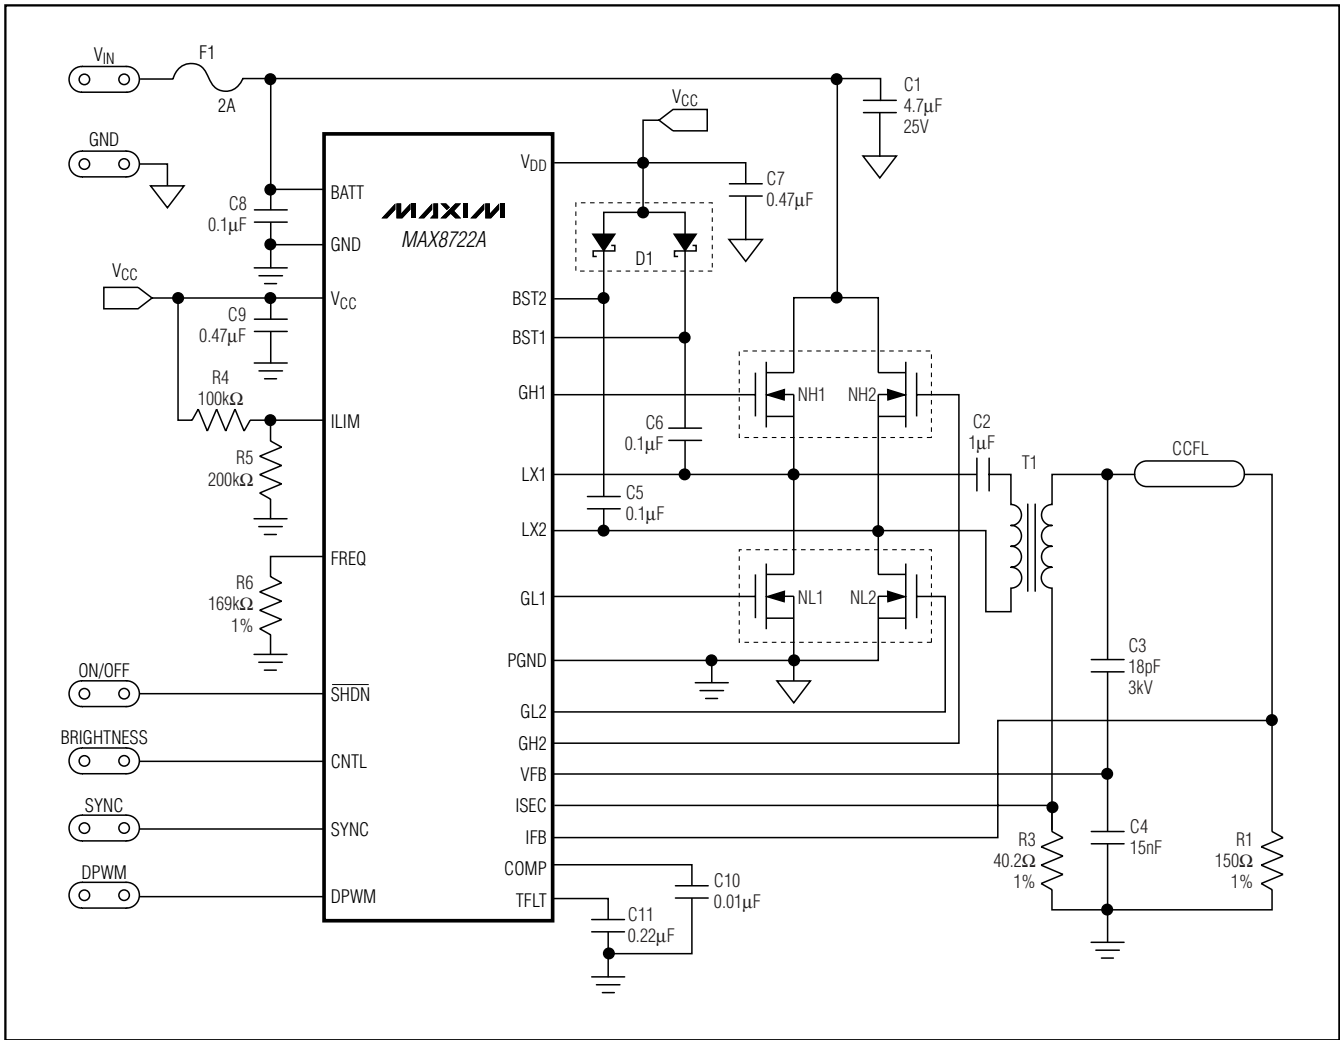 VIN
F1
2A
GND
C8
0.1µF
VCC
C9
0.47µF
R4
100kΩ
R5
200kΩ
R6
169kΩ
1%
ON/OFF
BRIGHTNESS
SYNC
DPWM
BATT
GND
VCC
ILIM
FREQ
SHDN
CNTL
SYNC
DPWM
MAXIM
MAX8722A
VDD
BST2
BST1
GH1
LX1
LX2
GL1
PGND
GL2
GH2
VFB
ISEC
IFB
COMP
TFLT
VCC
C7
0.47µF
D1
C1
4.7µF
25V
NH1
NH2
C6
0.1µF
C5
0.1µF
C2
1µF
T1
CCFL
NL1
NL2
C3
18pF
3kV
C4
15nF
R3
40.2Ω
1%
R1
150Ω
1%
C10
0.01µF
C11
0.22µF